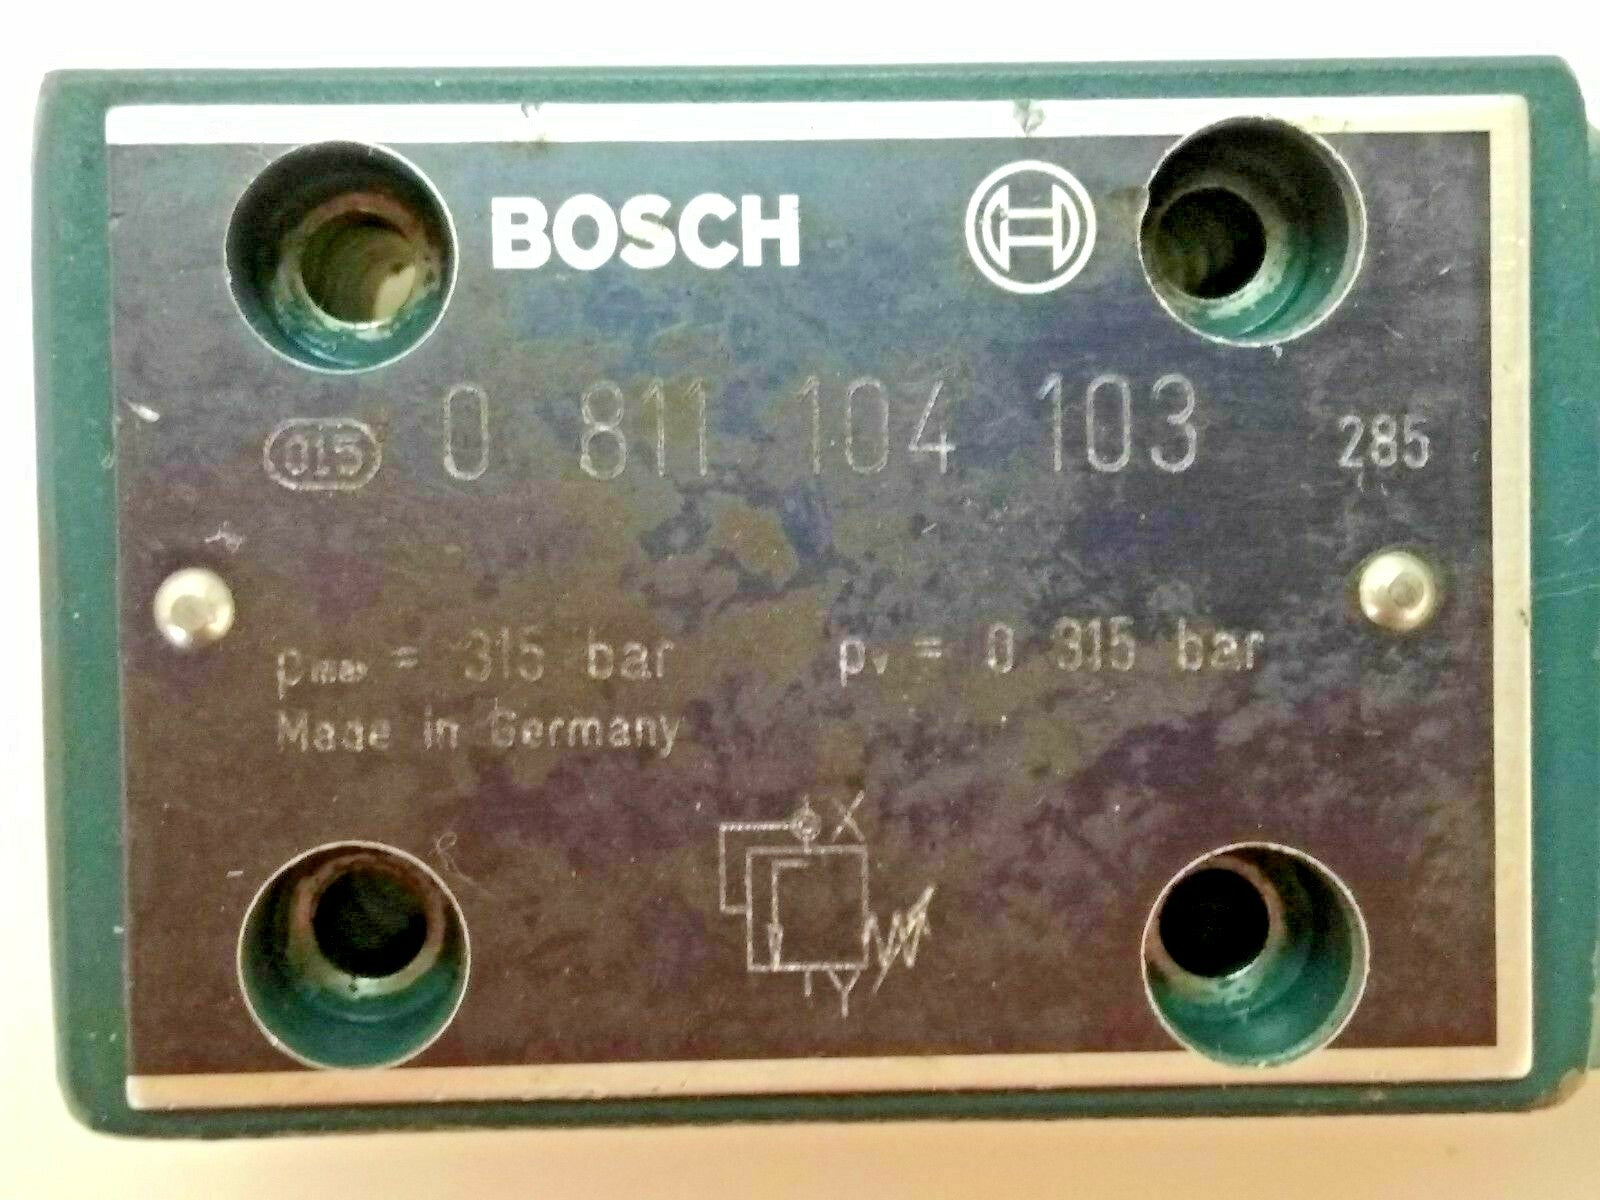 BOSCH
015 0 811 104 103 285
pmax = 315 bar pv = 0 315 bar
Made in Germany
X
Y